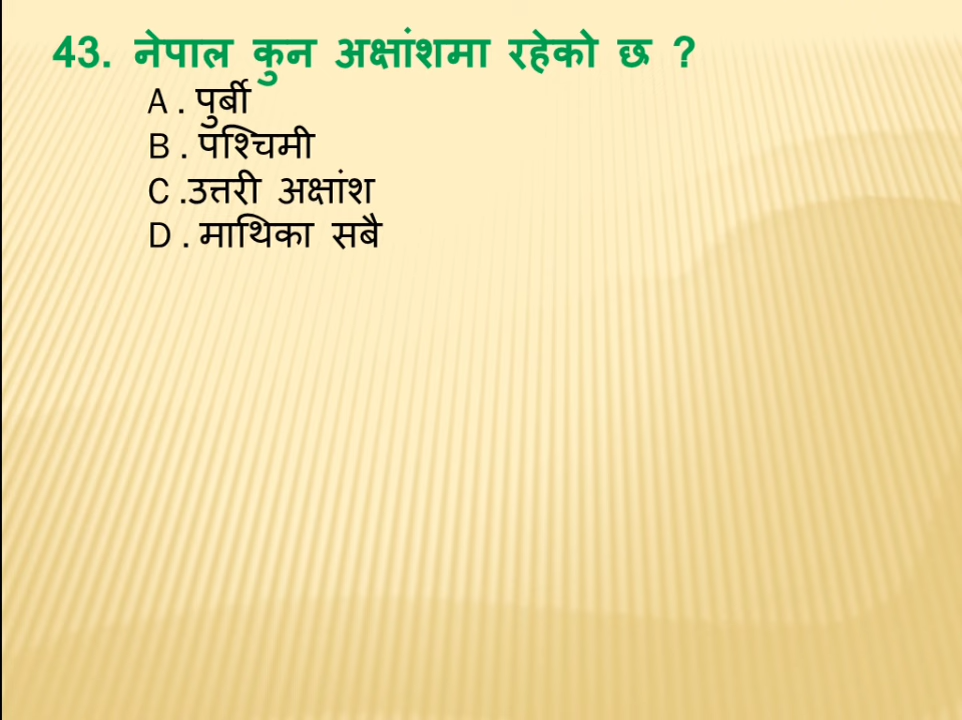 43. नेपाल कुन अक्षांशमा रहेको छ ?
A . पुर्बी
B . पश्चिमी
C .उत्तरी अक्षांश
D . माथिका सबै